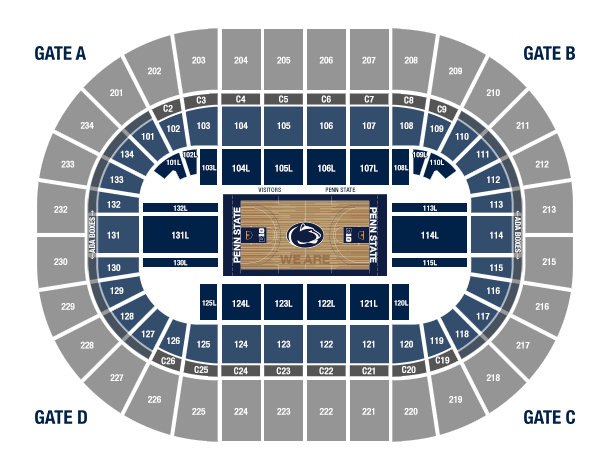 GATE A
GATE B
203 204 205 206 207 208
202 209
201 210
C3 C4 C5 C6 C7 C8
C2 C9
234 211
103 104 105 106 107 108
102 109
101 110
134 111
233 212
102L 109L
101L 103L 104L 105L 106L 107L 108L 110L
133 112
VISITORS PENN STATE
232 132 132L 113L 113 213
ADA BOXES ADA BOXES
131 131L PENN STATE B1G B1G PENN STATE 114L 114
WE ARE
230 130 130L 115L 115 215
129 116
229 216
125L 124L 123L 122L 121L 120L
128 117
228 217
127 126 125 124 123 122 121 120 119 118
C26 C19
C25 C24 C23 C22 C21 C20
227 218
226 219
225 224 223 222 221 220
GATE D
GATE C